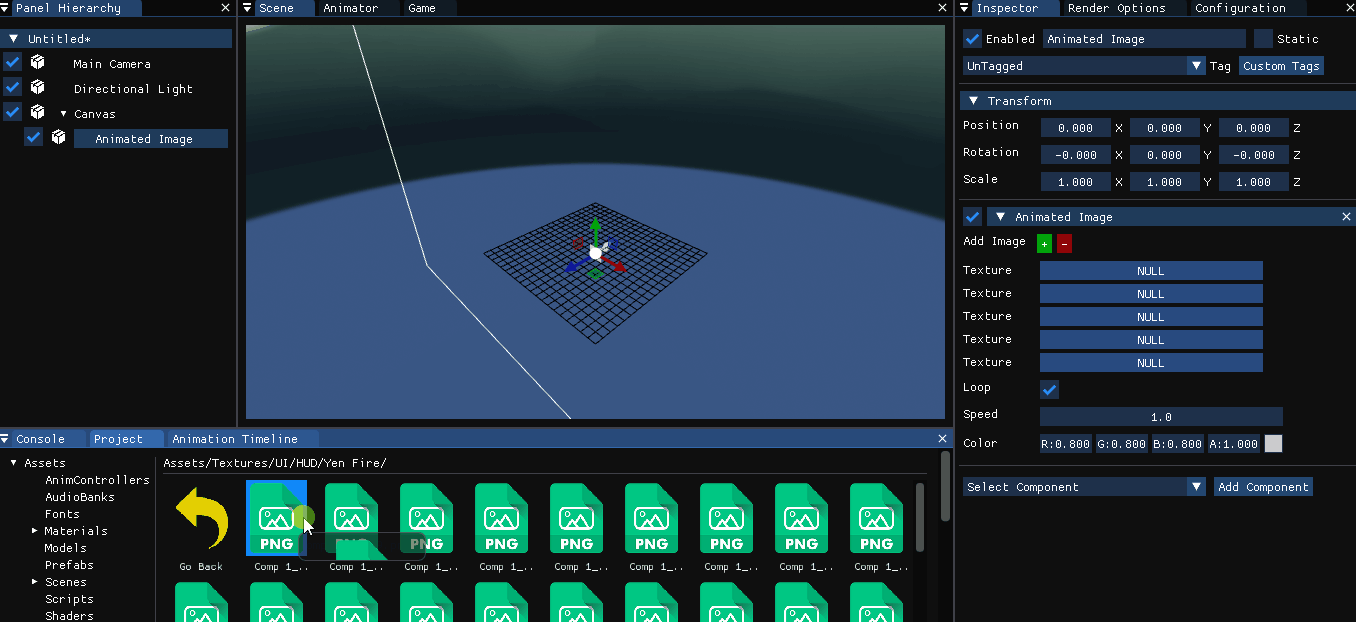 Panel Hierarchy
Untitled*
Main Camera
Directional Light
Canvas
Animated Image
Scene Animator Game
Inspector Render Options Configuration
Enabled Animated Image Static
UnTagged Tag Custom Tags
Transform
Position 0.000 X 0.000 Y 0.000 Z
Rotation -0.000 X 0.000 Y -0.000 Z
Scale 1.000 X 1.000 Y 1.000 Z
Animated Image
Add Image + -
Texture NULL
Texture NULL
Texture NULL
Texture NULL
Texture NULL
Loop
Speed 1.0
Color R:0.800 G:0.800 B:0.800 A:1.000
Select Component Add Component
Console Project Animation Timeline
Assets
AnimControllers
AudioBanks
Fonts
Materials
Models
Prefabs
Scenes
Scripts
Shaders
Assets/Textures/UI/HUD/Yen Fire/
PNG PNG PNG PNG PNG PNG PNG PNG PNG
Go Back Comp 1_.. Comp 1_.. Comp 1_.. Comp 1_.. Comp 1_.. Comp 1_.. Comp 1_.. Comp 1_.. Comp 1_..